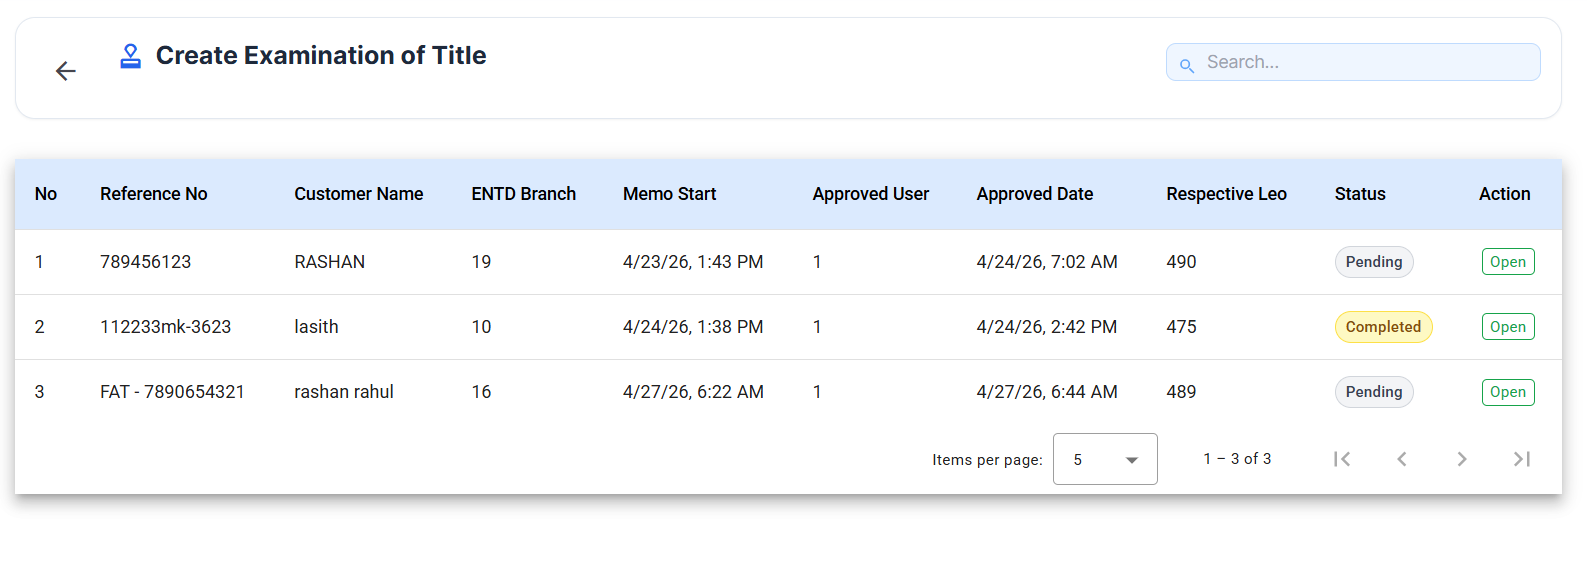 Create Examination of Title
Search...
No Reference No Customer Name ENTD Branch Memo Start Approved User Approved Date Respective Leo Status Action
1 789456123 RASHAN 19 4/23/26, 1:43 PM 1 4/24/26, 7:02 AM 490 Pending Open
2 112233mk-3623 lasith 10 4/24/26, 1:38 PM 1 4/24/26, 2:42 PM 475 Completed Open
3 FAT - 7890654321 rashan rahul 16 4/27/26, 6:22 AM 1 4/27/26, 6:44 AM 489 Pending Open
Items per page: 5 1 – 3 of 3